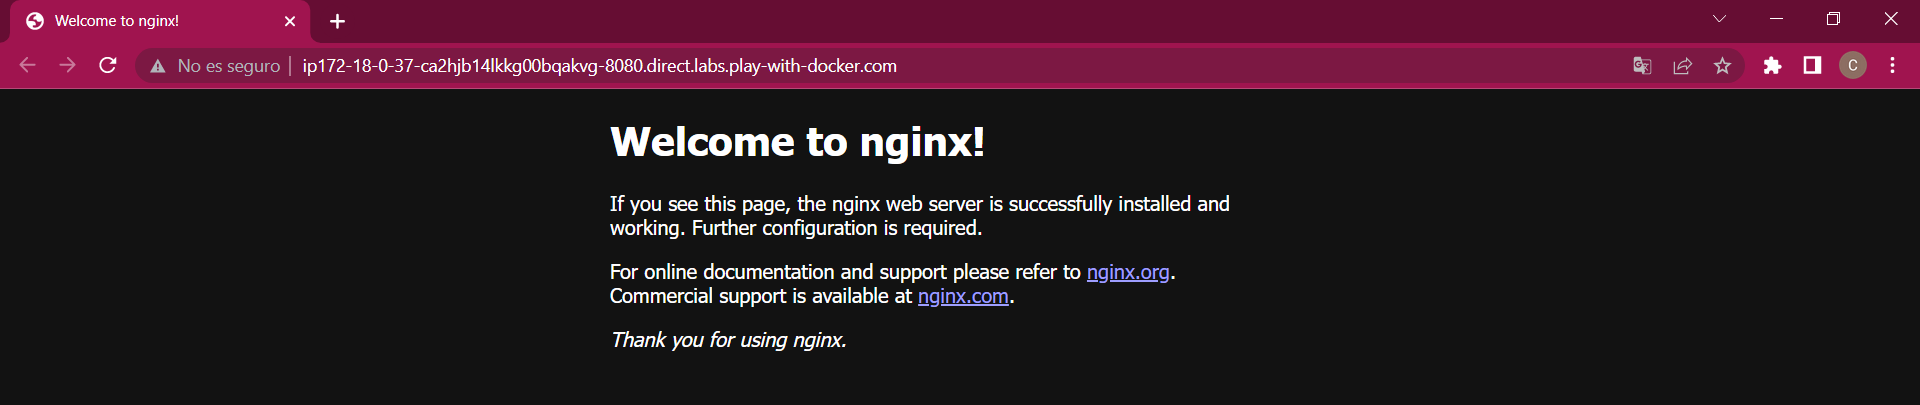 Welcome to nginx!
No es seguro
ip172-18-0-37-ca2hjb14lkkg00bqakvg-8080.direct.labs.play-with-docker.com
C
Welcome to nginx!
If you see this page, the nginx web server is successfully installed and
working. Further configuration is required.
For online documentation and support please refer to nginx.org.
Commercial support is available at nginx.com.
Thank you for using nginx.